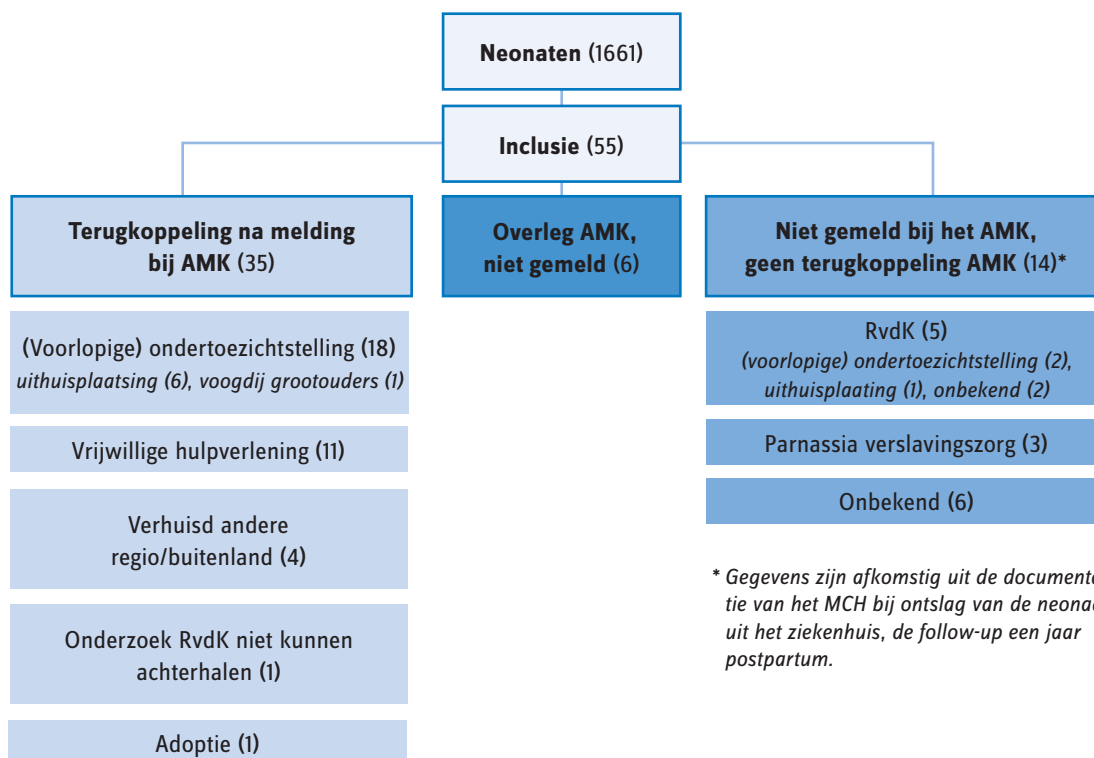 Neonaten (1661)
Inclusie (55)
Terugkoppeling na melding
bij AMK (35)
(Voorlopige) ondertoezichtstelling (18)
uithuisplaatsing (6), voogdij grootouders (1)
Vrijwillige hulpverlening (11)
Verhuisd andere
regio/buitenland (4)
Onderzoek RvdK niet kunnen
achterhalen (1)
Adoptie (1)
Overleg AMK,
niet gemeld (6)
Niet gemeld bij het AMK,
geen terugkoppeling AMK (14)*
RvdK (5)
(voorlopige) ondertoezichtstelling (2),
uithuisplaating (1), onbekend (2)
Parnassia verslavingszorg (3)
Onbekend (6)
* Gegevens zijn afkomstig uit de documenta
tie van het MCH bij ontslag van de neonaa
uit het ziekenhuis, de follow-up een jaar
postpartum.